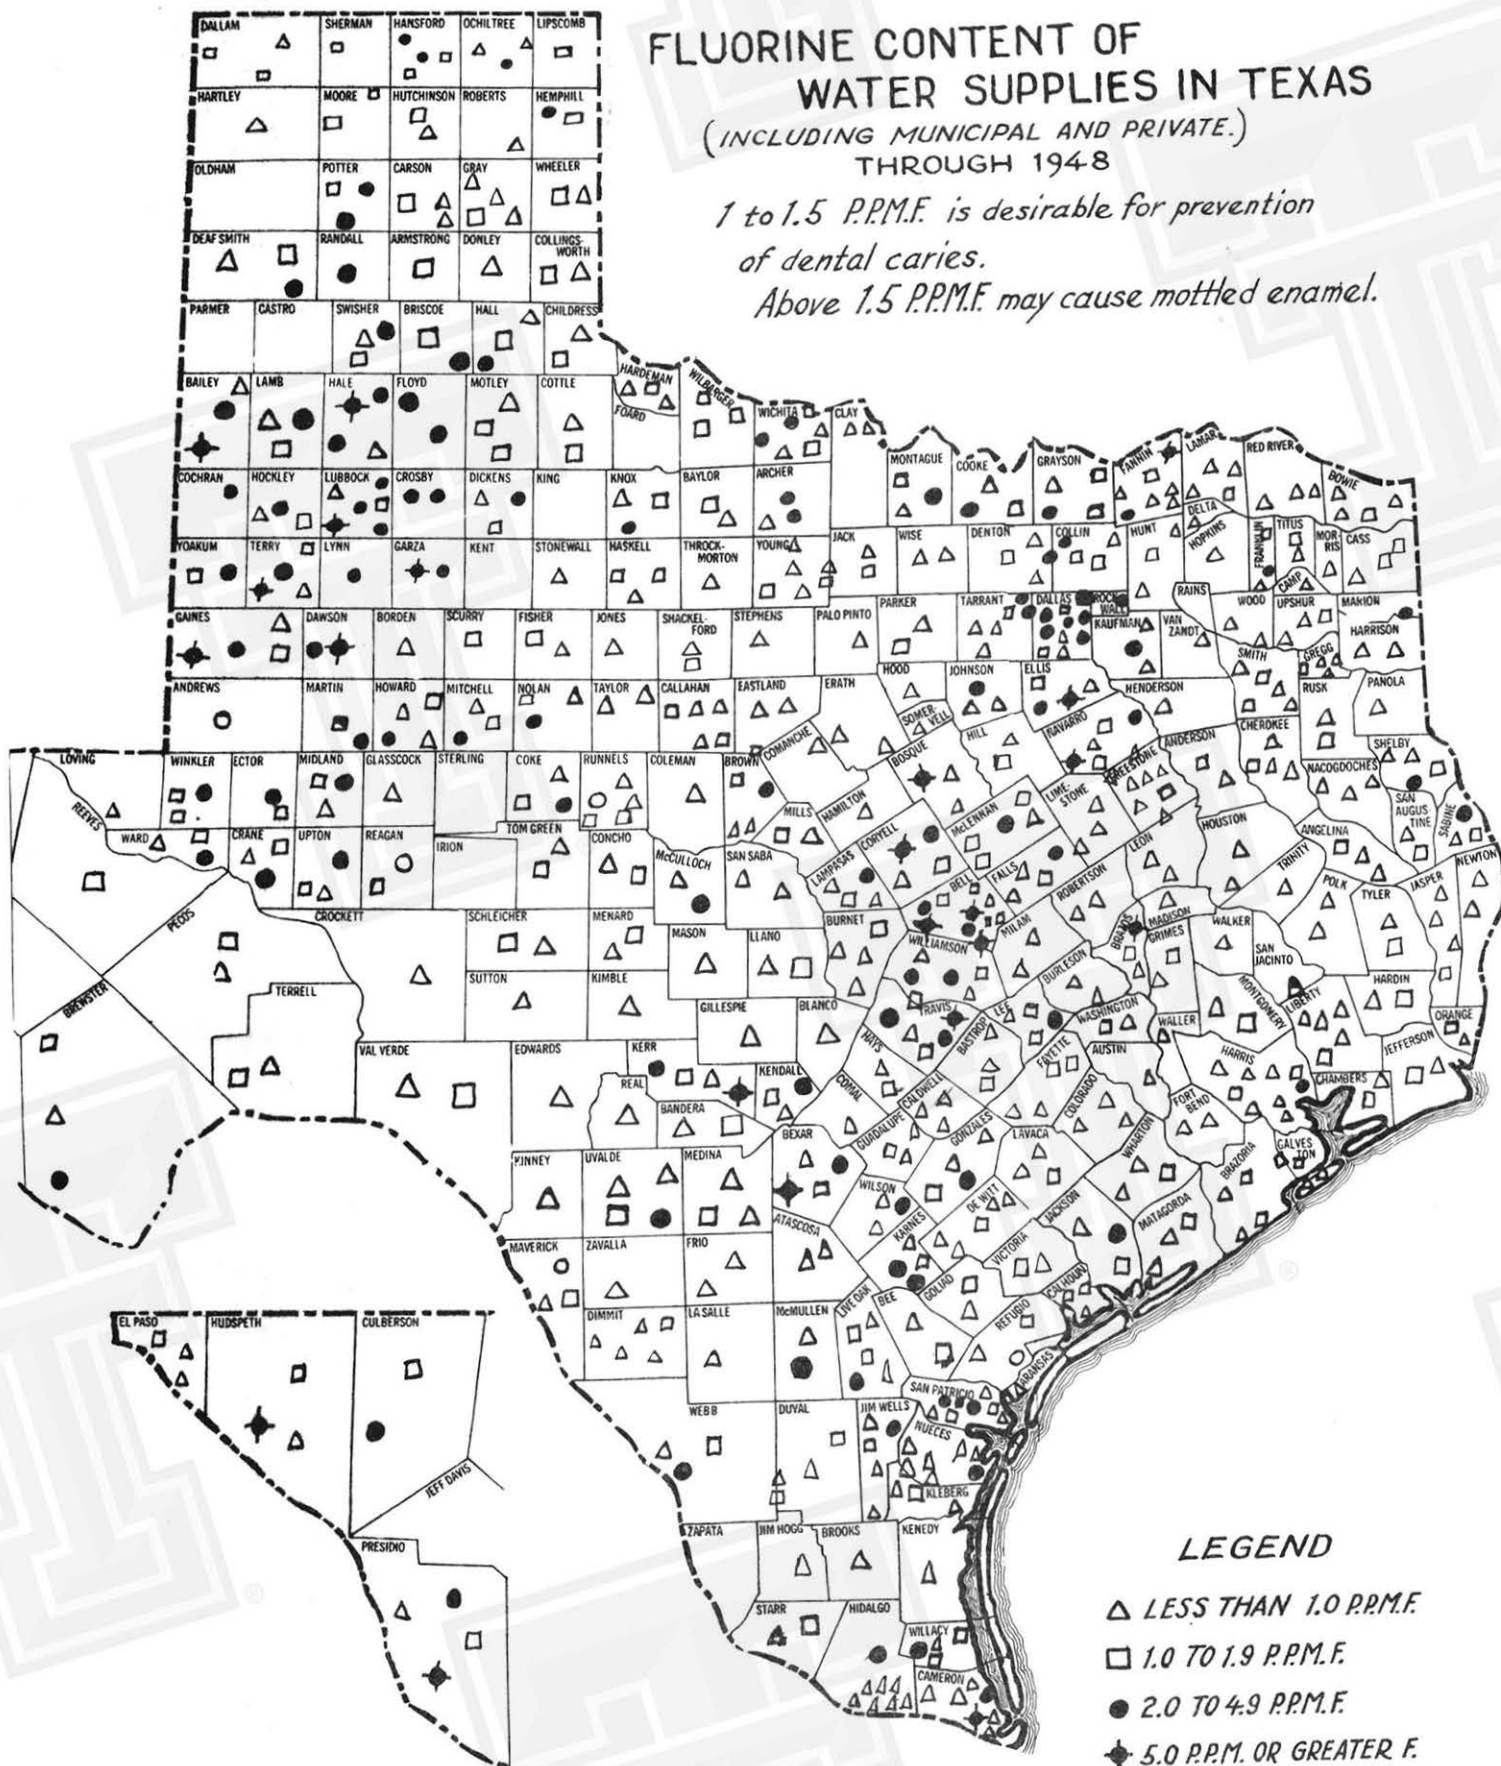 FLUORINE CONTENT OF
WATER SUPPLIES IN TEXAS
(INCLUDING MUNICIPAL AND PRIVATE.)
THROUGH 1948
1 to 1.5 P.P.M.F. is desirable for prevention
of dental caries.
Above 1.5 P.P.M.F. may cause mottled enamel.
DALLAM SHERMAN HANSFORD OCHILTREE LIPSCOMB
HARTLEY MOORE HUTCHINSON ROBERTS HEMPHILL
OLDHAM POTTER CARSON GRAY WHEELER
DEAF SMITH RANDALL ARMSTRONG DONLEY COLLINGS-
WORTH
PARMER CASTRO SWISHER BRISCOE HALL CHILDRESS
BAILEY LAMB HALE FLOYD MOTLEY COTTLE HARDEMAN WILBARGER
FOARD WICHITA CLAY
COCHRAN HOCKLEY LUBBOCK CROSBY DICKENS KING KNOX BAYLOR ARCHER MONTAGUE COOKE GRAYSON FANNIN LAMAR RED RIVER BOWIE
DELTA
YOAKUM TERRY LYNN GARZA KENT STONEWALL HASKELL THROCK-
MORTON YOUNG JACK WISE DENTON COLLIN HUNT HOPKINS FRANKLIN TITUS MOR-
RIS CASS
CAMP
GAINES DAWSON BORDEN SCURRY FISHER JONES SHACKEL-
FORD STEPHENS PALO PINTO PARKER TARRANT DALLAS ROCK
WALL RAINS WOOD UPSHUR MARION
KAUFMAN VAN
ZANDT SMITH GREGG HARRISON
ANDREWS MARTIN HOWARD MITCHELL NOLAN TAYLOR CALLAHAN EASTLAND ERATH HOOD JOHNSON ELLIS HENDERSON RUSK PANOLA
SOMER-
VELL HILL NAVARRO ANDERSON CHEROKEE
LOVING WINKLER ECTOR MIDLAND GLASSCOCK STERLING COKE RUNNELS COLEMAN BROWN COMANCHE BOSQUE FREESTONE NACOGDOCHES SHELBY
REEVES MILLS HAMILTON McLENNAN LIME-
STONE SAN
AUGUS
TINE SABINE
WARD CRANE UPTON REAGAN IRION TOM GREEN CONCHO McCULLOCH SAN SABA LAMPASAS CORYELL FALLS LEON HOUSTON ANGELINA
BELL ROBERTSON TRINITY POLK TYLER JASPER NEWTON
PECOS CROCKETT SCHLEICHER MENARD MASON LLANO BURNET WILLIAMSON MILAM BRAZOS MADISON WALKER
GRIMES SAN
JACINTO
BREWSTER TERRELL SUTTON KIMBLE GILLESPIE BLANCO TRAVIS LEE BURLESON MONTGOMERY LIBERTY HARDIN
HAYS BASTROP WASHINGTON WALLER ORANGE
VAL VERDE EDWARDS KERR KENDALL COMAL CALDWELL FAYETTE AUSTIN HARRIS JEFFERSON
REAL BANDERA COLORADO FORT
BEND CHAMBERS
KINNEY UVALDE MEDINA BEXAR GUADALUPE GONZALES LAVACA WHARTON BRAZORIA GALVES
TON
WILSON DE WITT JACKSON MATAGORDA
ATASCOSA KARNES
MAVERICK ZAVALLA FRIO VICTORIA
GOLIAD CALHOUN
DIMMIT LA SALLE McMULLEN LIVE OAK BEE REFUGIO
EL PASO HUDSPETH CULBERSON
ARANSAS
SAN PATRICIO
WEBB DUVAL JIM WELLS
NUECES
JEFF DAVIS
KLEBERG
PRESIDIO
ZAPATA JIM HOGG BROOKS KENEDY
STARR HIDALGO
WILLACY
CAMERON
LEGEND
LESS THAN 1.0 P.P.M.F.
1.0 TO 1.9 P.P.M.F.
2.0 TO 4.9 P.P.M.F.
5.0 P.P.M. OR GREATER F.